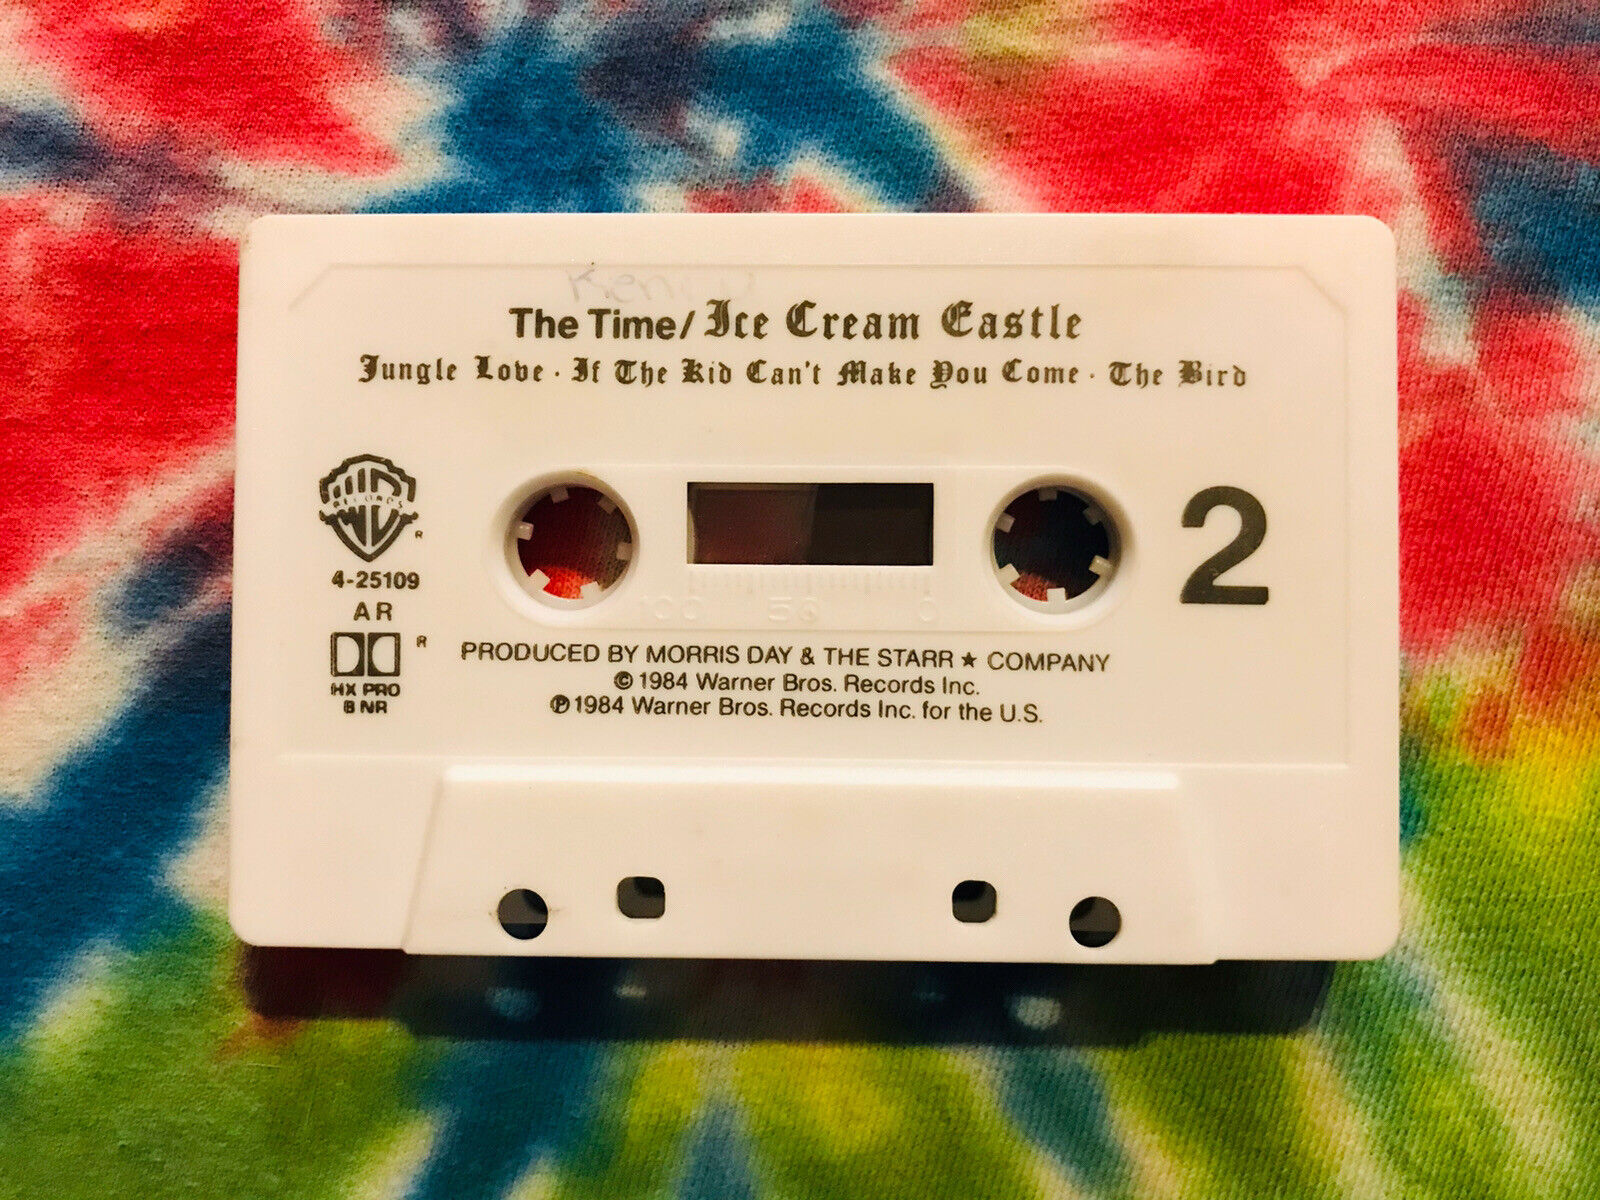 The Time/ Ice Cream Castle
Jungle Love · If The Kid Can't Make You Come · The Bird
WB
RECORDS
®
4-25109
AR
®
HX PRO
B NR
2
100 50 0
PRODUCED BY MORRIS DAY & THE STARR ★ COMPANY
© 1984 Warner Bros. Records Inc.
℗ 1984 Warner Bros. Records Inc. for the U.S.